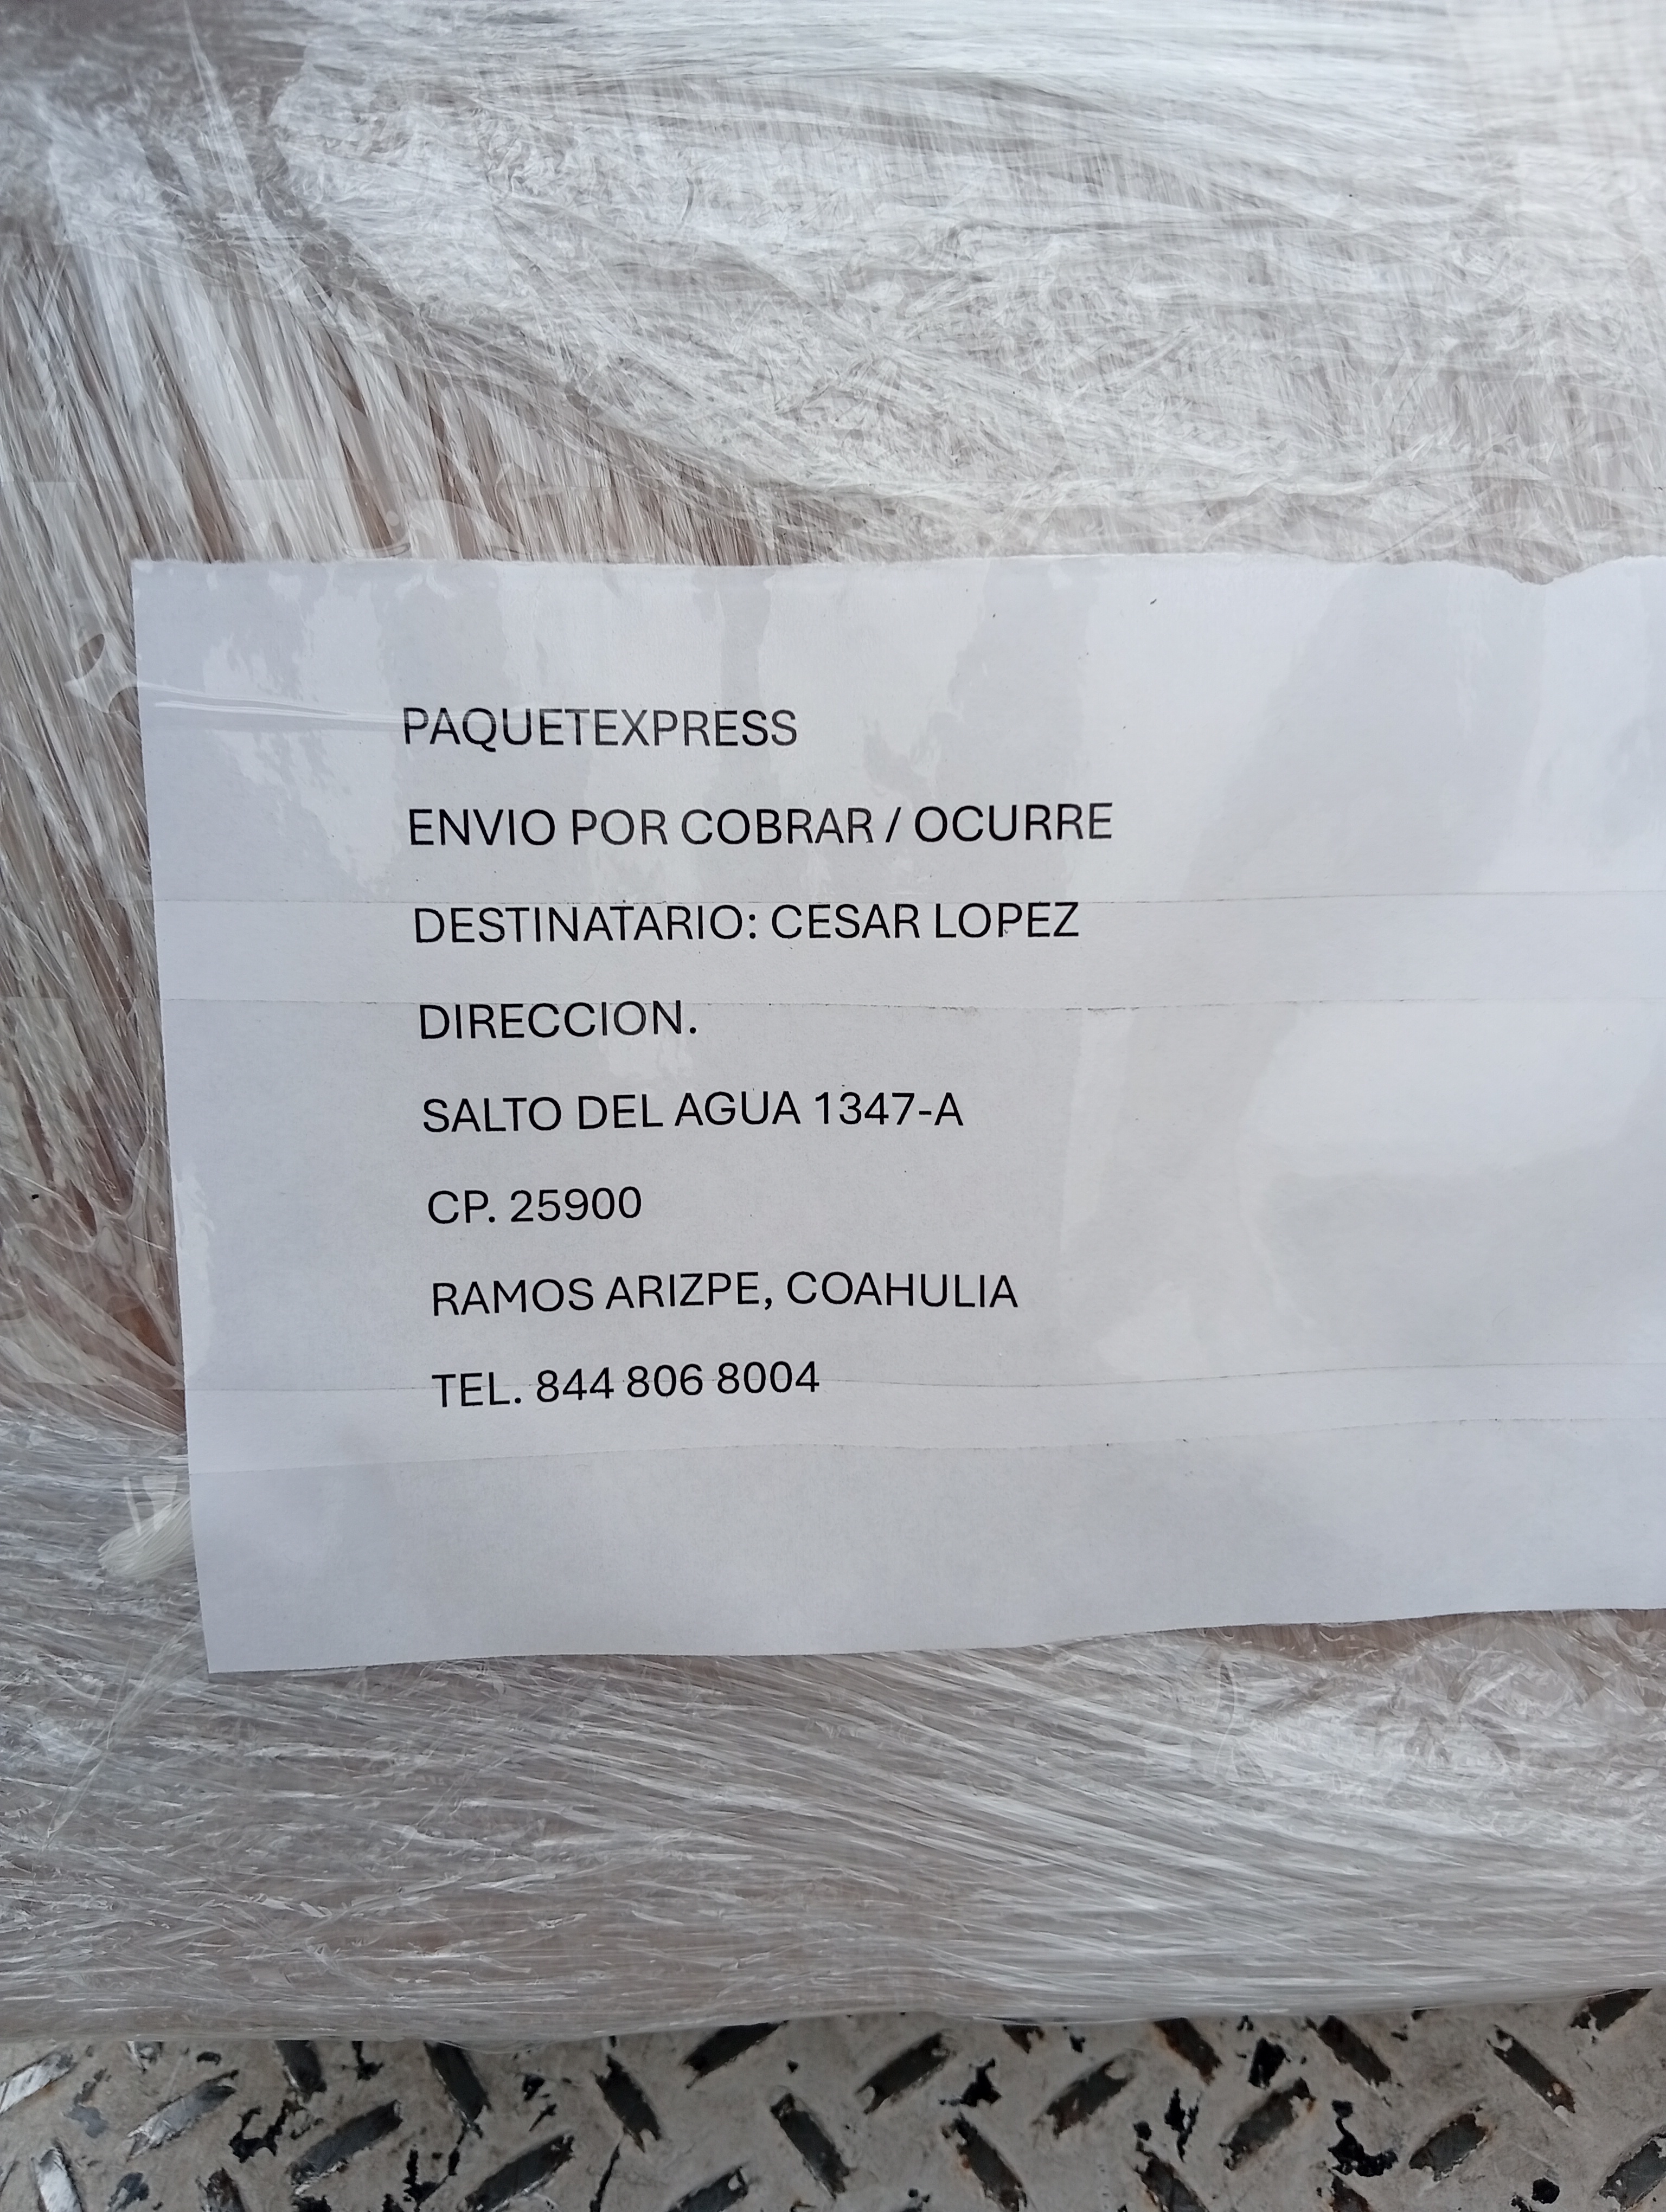 PAQUETEXPRESS
ENVIO POR COBRAR / OCURRE
DESTINATARIO: CESAR LOPEZ
DIRECCION.
SALTO DEL AGUA 1347-A
CP. 25900
RAMOS ARIZPE, COAHULIA
TEL. 844 806 8004